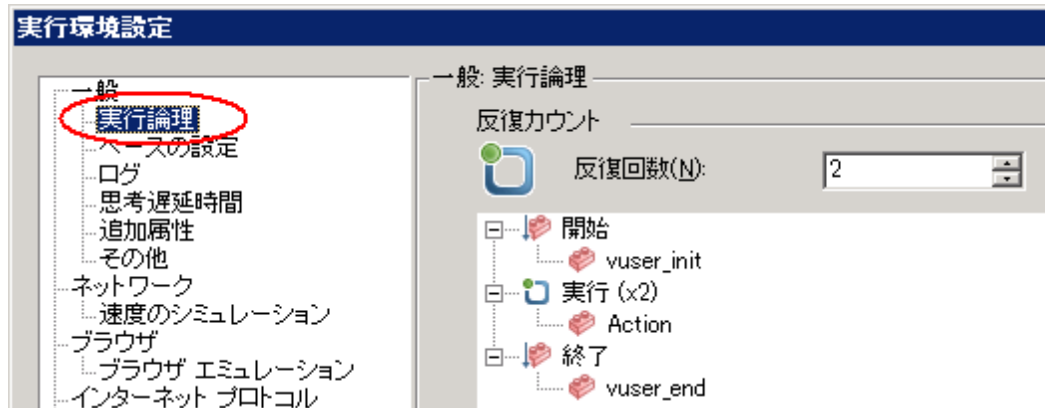 実行環境設定
一般
実行論理
ペースの設定
ログ
思考遅延時間
追加属性
その他
ネットワーク
速度のシミュレーション
ブラウザ
ブラウザ エミュレーション
インターネット プロトコル
一般: 実行論理
反復カウント
反復回数(N): 2
開始
vuser_init
実行 (x2)
Action
終了
vuser_end